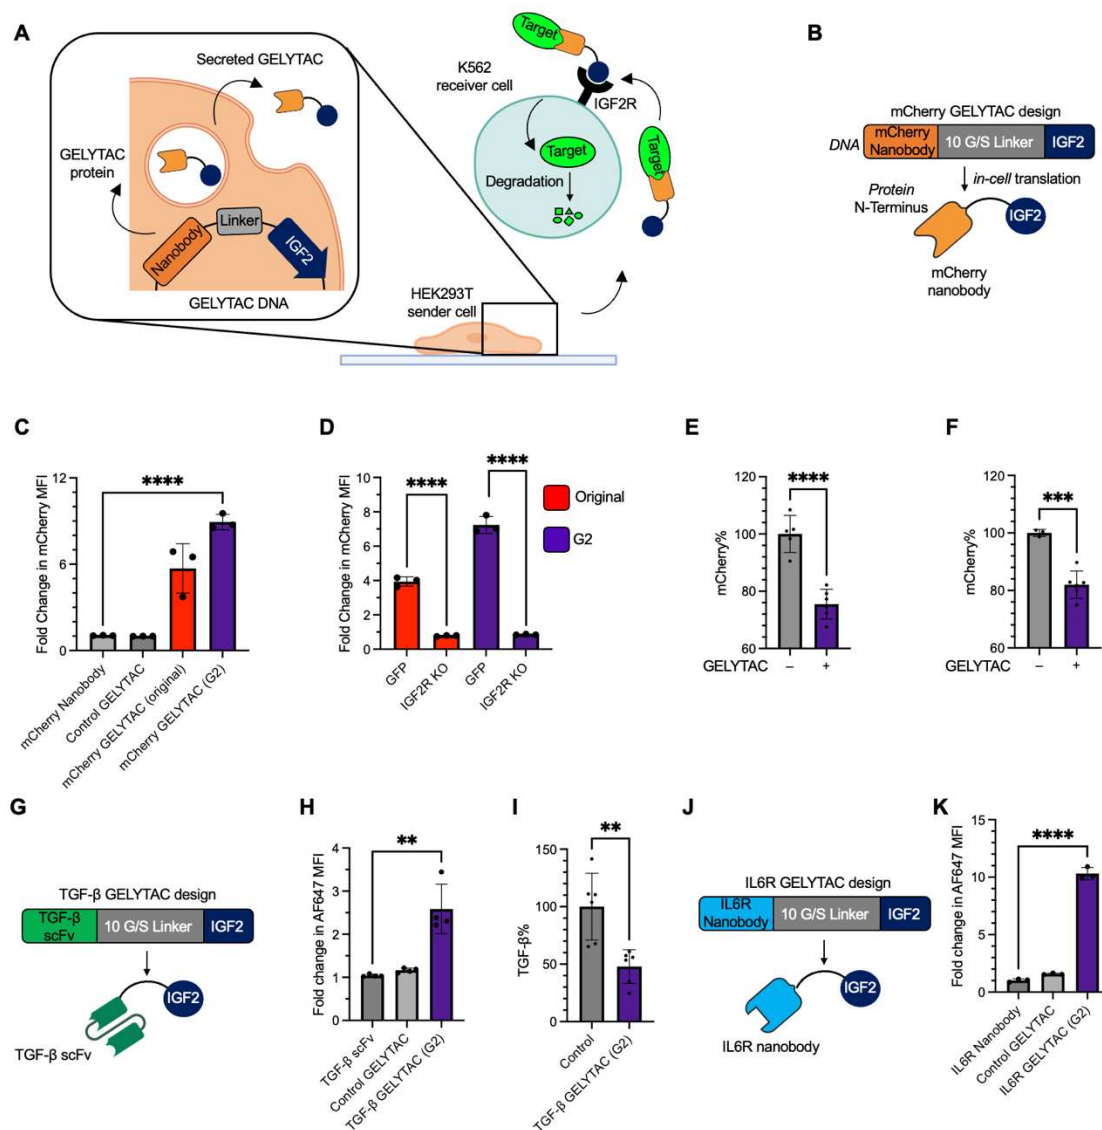 A
Secreted GELYTAC
GELYTAC
protein
Nanobody
Linker
IGF2
GELYTAC DNA
HEK293T
sender cell
Target
K562
receiver cell
IGF2R
Target
Target
Degradation
B
mCherry GELYTAC design
DNA
mCherry
Nanobody
10 G/S Linker
IGF2
in-cell translation
Protein
N-Terminus
IGF2
mCherry
nanobody
C
Fold Change in mCherry MFI
12
8
4
0
****
mCherry Nanobody
Control GELYTAC
mCherry GELYTAC (original)
mCherry GELYTAC (G2)
D
Fold Change in mCherry MFI
10
8
6
4
2
0
****
****
GFP
IGF2R KO
GFP
IGF2R KO
Original
G2
E
mCherry%
120
100
80
60
****
GELYTAC
–
+
F
mCherry%
120
100
80
60
***
GELYTAC
–
+
G
TGF-β GELYTAC design
TGF-β
scFv
10 G/S Linker
IGF2
IGF2
TGF-β scFv
H
Fold change in AF647 MFI
4
3
2
1
0
**
TGF-β scFv
Control GELYTAC
TGF-β GELYTAC (G2)
I
TGF-β%
150
100
50
0
**
Control
TGF-β GELYTAC (G2)
J
IL6R GELYTAC design
IL6R
Nanobody
10 G/S Linker
IGF2
IGF2
IL6R nanobody
K
Fold change in AF647 MFI
15
10
5
0
****
IL6R Nanobody
Control GELYTAC
IL6R GELYTAC (G2)